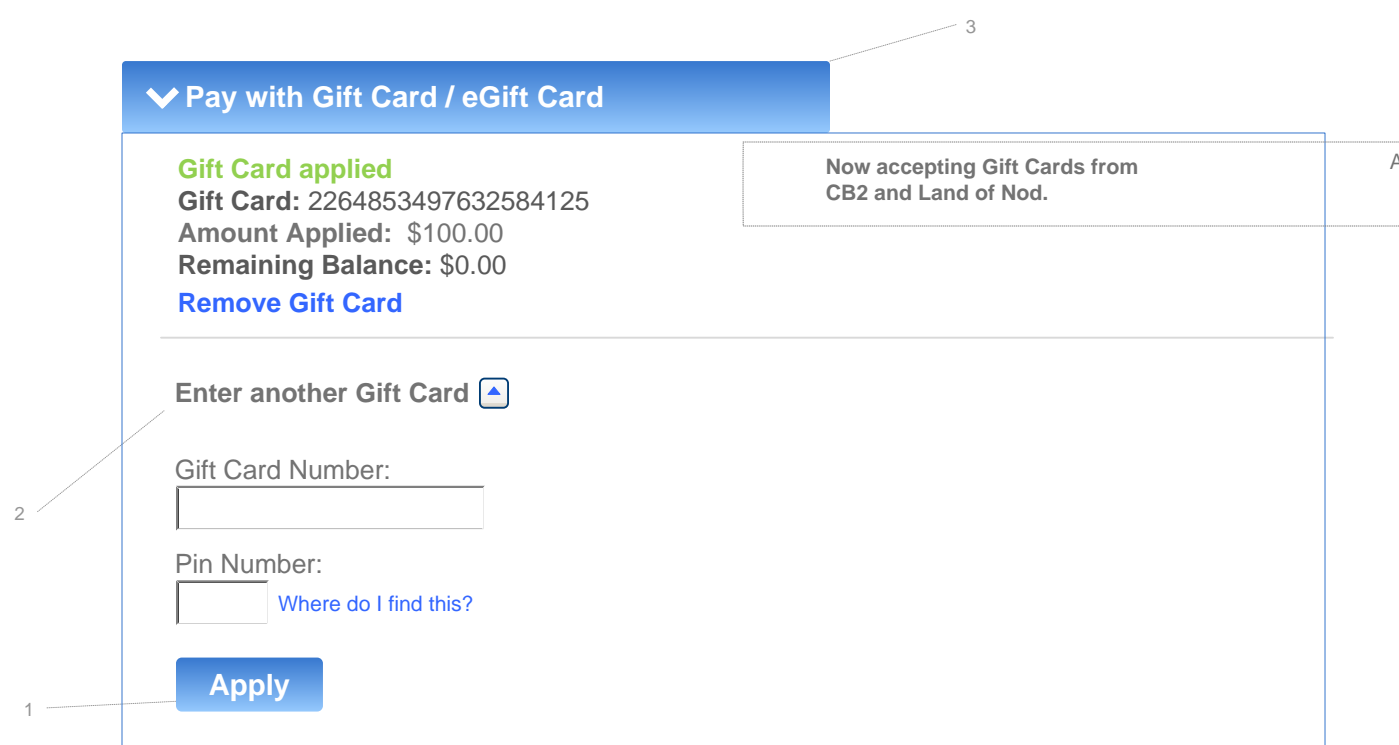 3
Pay with Gift Card / eGift Card
Gift Card applied
Gift Card: 2264853497632584125
Amount Applied: $100.00
Remaining Balance: $0.00
Remove Gift Card
Now accepting Gift Cards from
CB2 and Land of Nod.
A
Enter another Gift Card
Gift Card Number:
2
Pin Number:
Where do I find this?
Apply
1